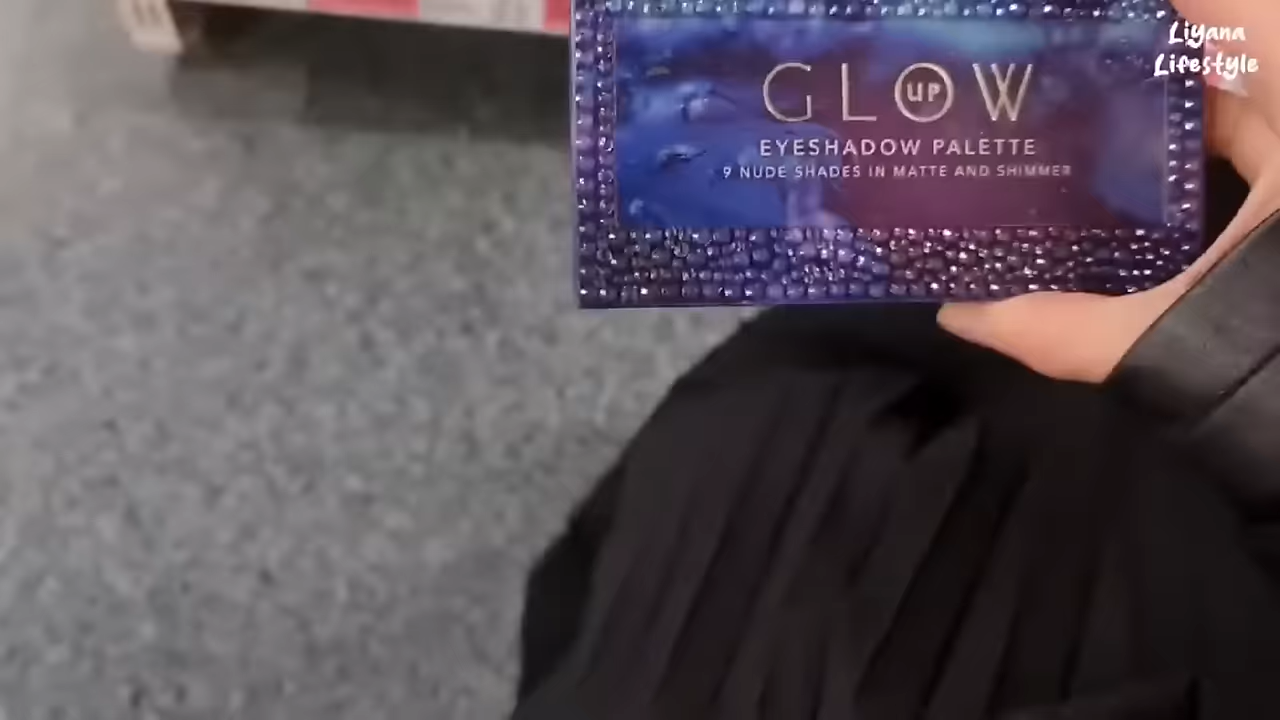 Liyana
Lifestyle
GLOW
UP
EYESHADOW PALETTE
9 NUDE SHADES IN MATTE AND SHIMMER